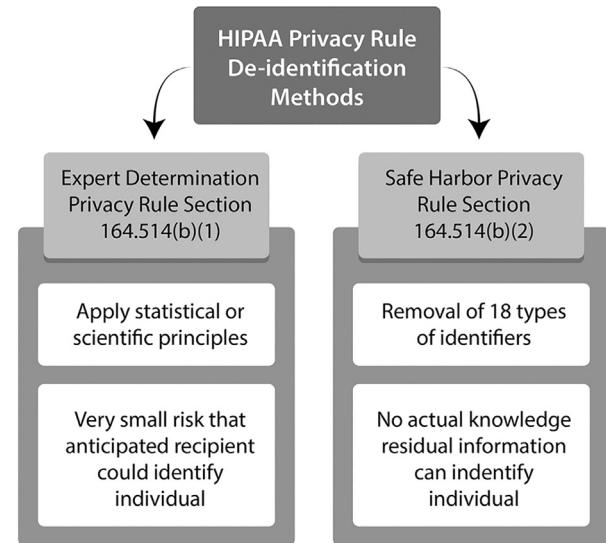 HIPAA Privacy Rule
De-identification
Methods
Expert Determination
Privacy Rule Section
164.514(b)(1)
Apply statistical or
scientific principles
Very small risk that
anticipated recipient
could identify
individual
Safe Harbor Privacy
Rule Section
164.514(b)(2)
Removal of 18 types
of identifiers
No actual knowledge
residual information
can indentify
individual